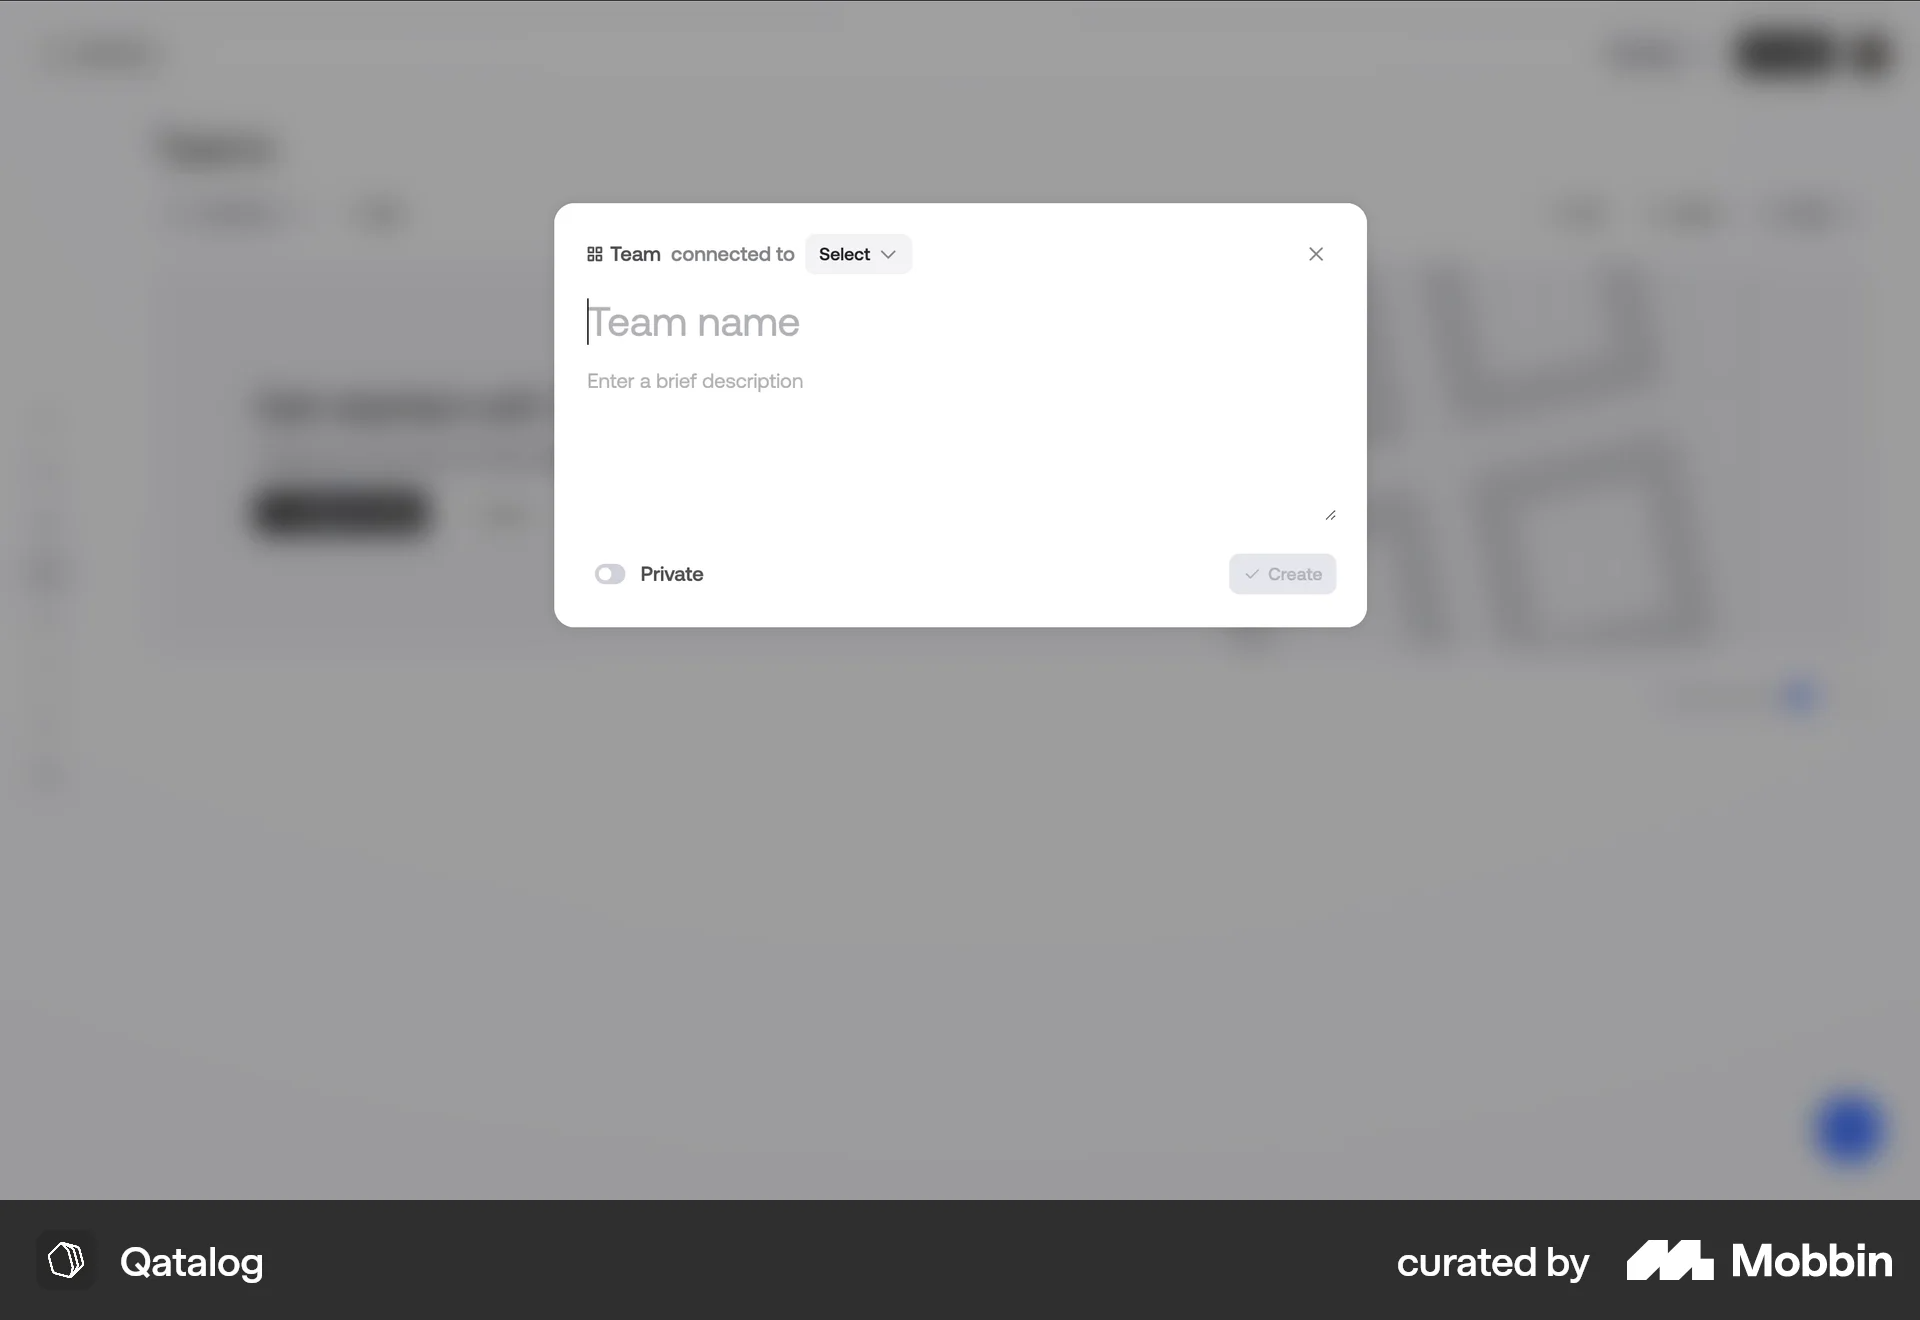 Team connected to Select
Team name
Enter a brief description
Private
Create
Qatalog
curated by Mobbin